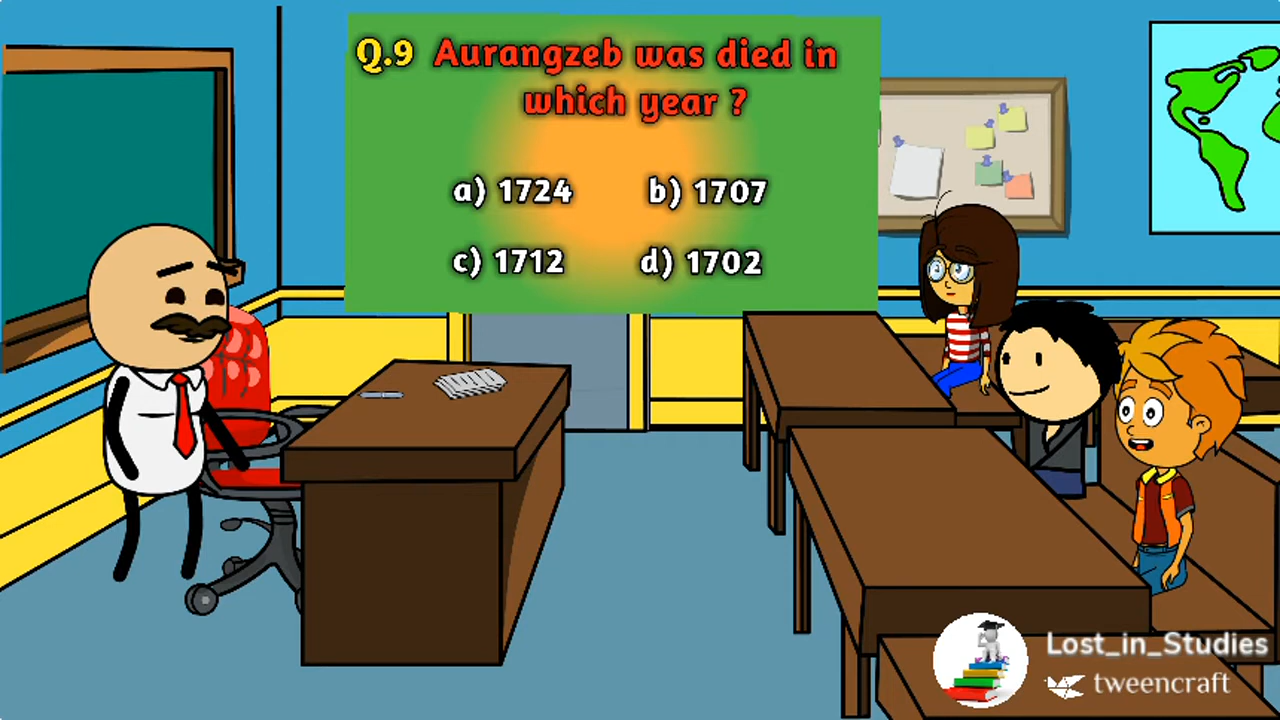 Q.9 Aurangzeb was died in
which year ?
a) 1724 b) 1707
c) 1712 d) 1702
Lost_in_Studies
tweencraft